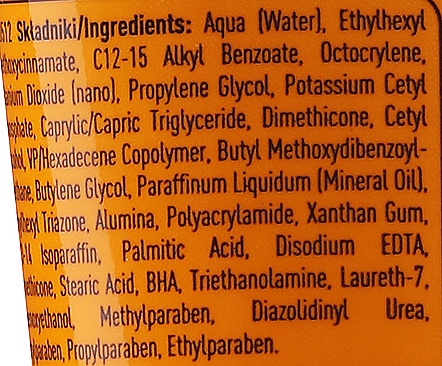 612 Składniki/Ingredients: Aqua (Water), Ethylhexyl
C12-15 Alkyl Benzoate, Octocrylene,
Dioxide (nano), Propylene Glycol, Potassium Cetyl
Caprylic/Capric Triglyceride, Dimethicone, Cetyl
VP/Hexadecene Copolymer, Butyl Methoxydibenzoyl-
Butylene Glycol, Paraffinum Liquidum (Mineral Oil),
Triazone, Alumina, Polyacrylamide, Xanthan Gum,
Isoparaffin, Palmitic Acid, Disodium EDTA,
Stearic Acid, BHA, Triethanolamine, Laureth-7,
Methylparaben, Diazolidinyl Urea,
Propylparaben, Ethylparaben.